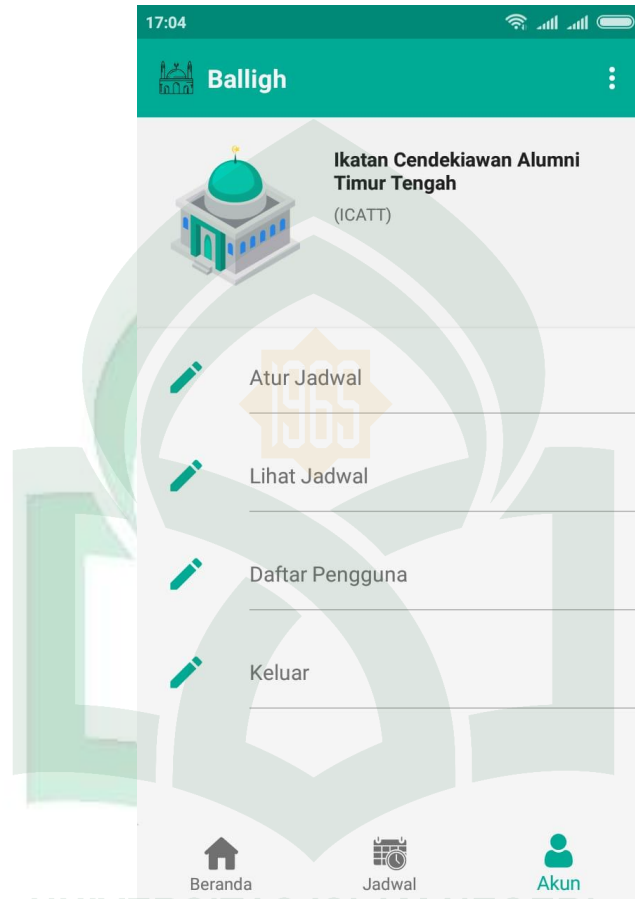 17:04
Balligh
Ikatan Cendekiawan Alumni
Timur Tengah
(ICATT)
1965
Atur Jadwal
Lihat Jadwal
Daftar Pengguna
Keluar
Beranda
Jadwal
Akun